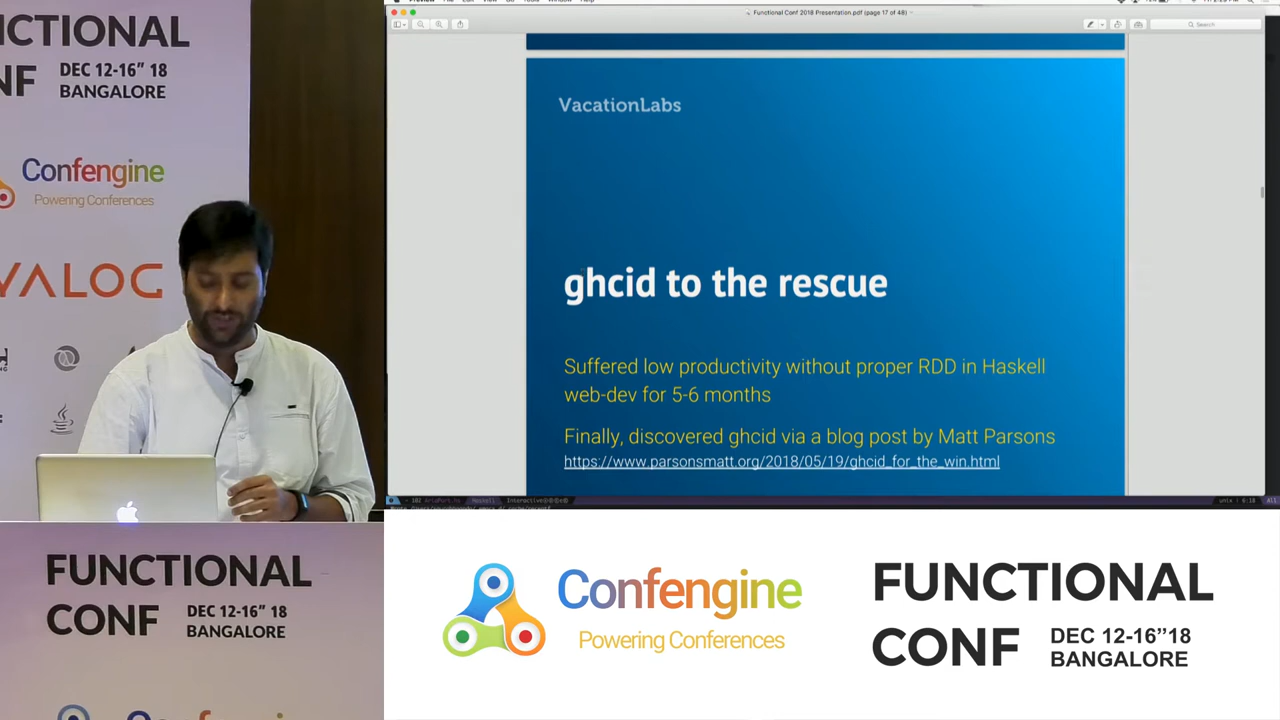 CTIONAL
NF
DEC 12-16” 18
BANGALORE
Confengine
Powering Conferences
VALOG
Functional Conf 2018 Presentation.pdf (page 17 of 48)
Search
VacationLabs
ghcid to the rescue
Suffered low productivity without proper RDD in Haskell
web-dev for 5-6 months
Finally, discovered ghcid via a blog post by Matt Parsons
https://www.parsonsmatt.org/2018/05/19/ghcid_for_the_win.html
FUNCTIONAL
CONF
DEC 12-16” 18
BANGALORE
Confengine
Confengine
Powering Conferences
FUNCTIONAL
CONF
DEC 12-16”18
BANGALORE